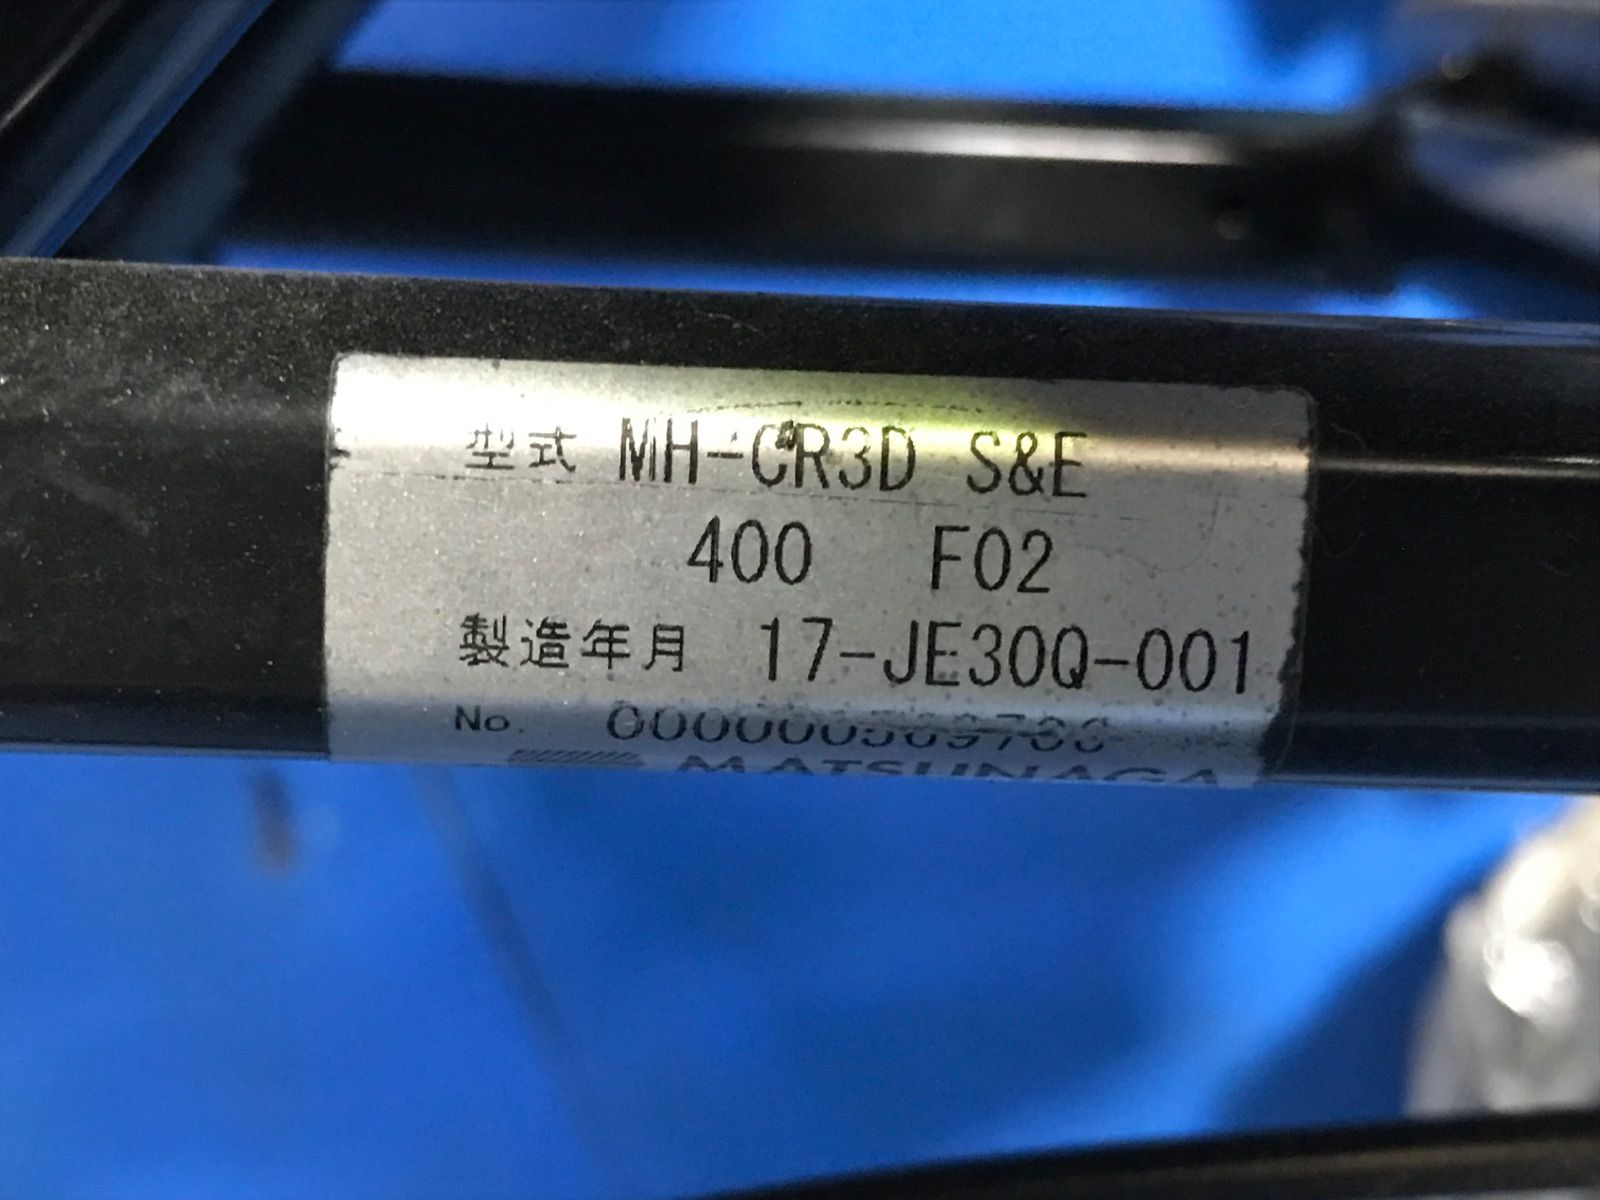 型式 MH-CR3D S&E
400 F02
製造年月 17-JE30Q-001
No.
MATSUNAGA